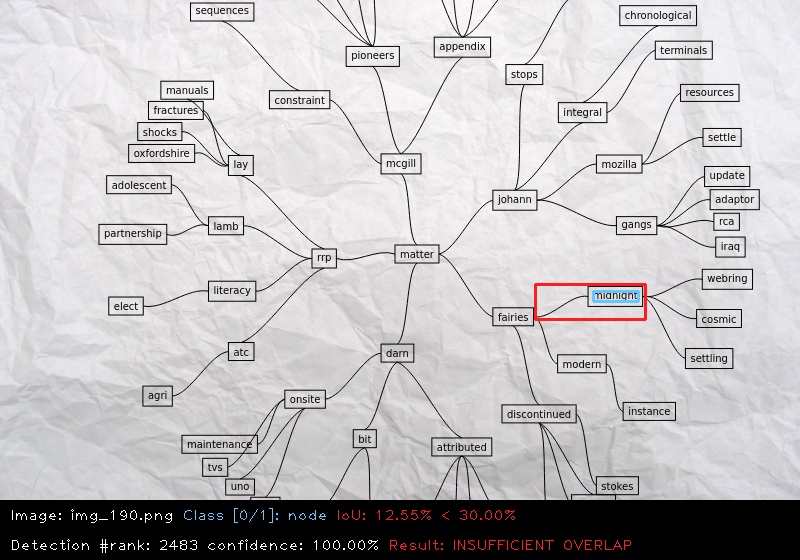 sequences
chronological
pioneers
appendix
terminals
stops
manuals
resources
constraint
fractures
integral
shocks
settle
oxfordshire
mcgill
mozilla
lay
update
adolescent
johann
adaptor
rca
lamb
gangs
partnership
iraq
rrp
matter
webring
literacy
midnight
elect
fairies
cosmic
atc
darn
settling
modern
agri
onsite
instance
discontinued
bit
maintenance
attributed
tvs
uno
stokes
Image: img_190.png Class [0/1]: node IoU: 12.55% < 30.00%
Detection #rank: 2483 confidence: 100.00% Result: INSUFFICIENT OVERLAP